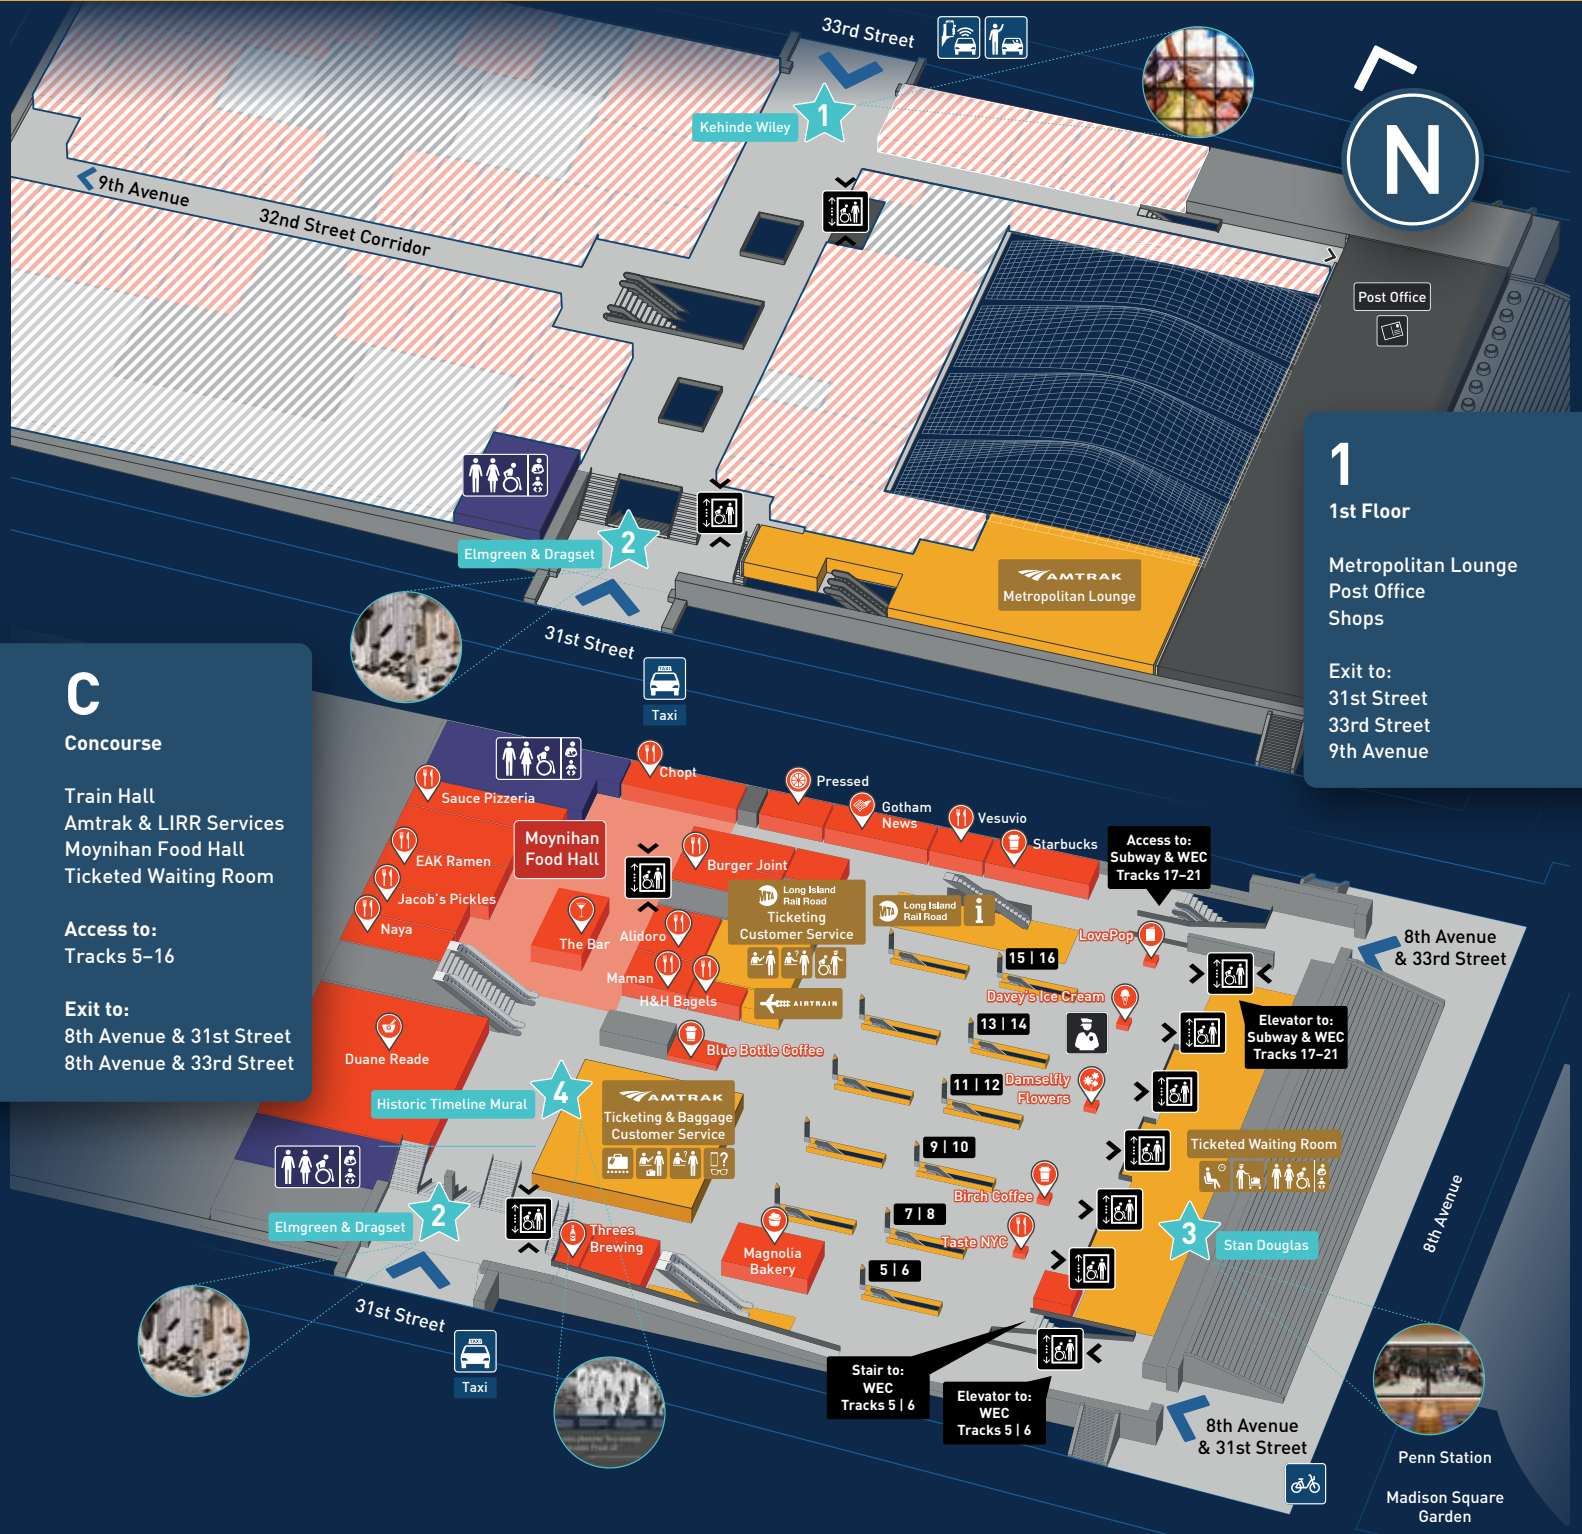 33rd Street
1
Kehinde Wiley
N
9th Avenue
32nd Street Corridor
Post Office
1
1st Floor
Metropolitan Lounge
Post Office
Shops
Exit to:
31st Street
33rd Street
9th Avenue
2
Elmgreen & Dragset
AMTRAK
Metropolitan Lounge
31st Street
TAXI
Taxi
C
Concourse
Train Hall
Amtrak & LIRR Services
Moynihan Food Hall
Ticketed Waiting Room
Access to:
Tracks 5–16
Exit to:
8th Avenue & 31st Street
8th Avenue & 33rd Street
Chopt
Sauce Pizzeria
Pressed
Gotham
News
Vesuvio
Starbucks
Moynihan
Food Hall
EAK Ramen
Burger Joint
Jacob's Pickles
Naya
The Bar
Alidoro
Maman
H&H Bagels
MTA
Long Island
Rail Road
Ticketing
Customer Service
MTA
Long Island
Rail Road
i
AIRTRAIN
Access to:
Subway & WEC
Tracks 17–21
LovePop
8th Avenue
& 33rd Street
15 | 16
Davey's Ice Cream
13 | 14
Elevator to:
Subway & WEC
Tracks 17–21
Duane Reade
Blue Bottle Coffee
Historic Timeline Mural
4
AMTRAK
Ticketing & Baggage
Customer Service
?
?
11 | 12
Damselfly
Flowers
9 | 10
Ticketed Waiting Room
Birch Coffee
7 | 8
Taste NYC
3
Stan Douglas
8th Avenue
2
Elmgreen & Dragset
Threes
Brewing
Magnolia
Bakery
5 | 6
31st Street
TAXI
Taxi
Stair to:
WEC
Tracks 5 | 6
Elevator to:
WEC
Tracks 5 | 6
8th Avenue
& 31st Street
Penn Station
Madison Square
Garden